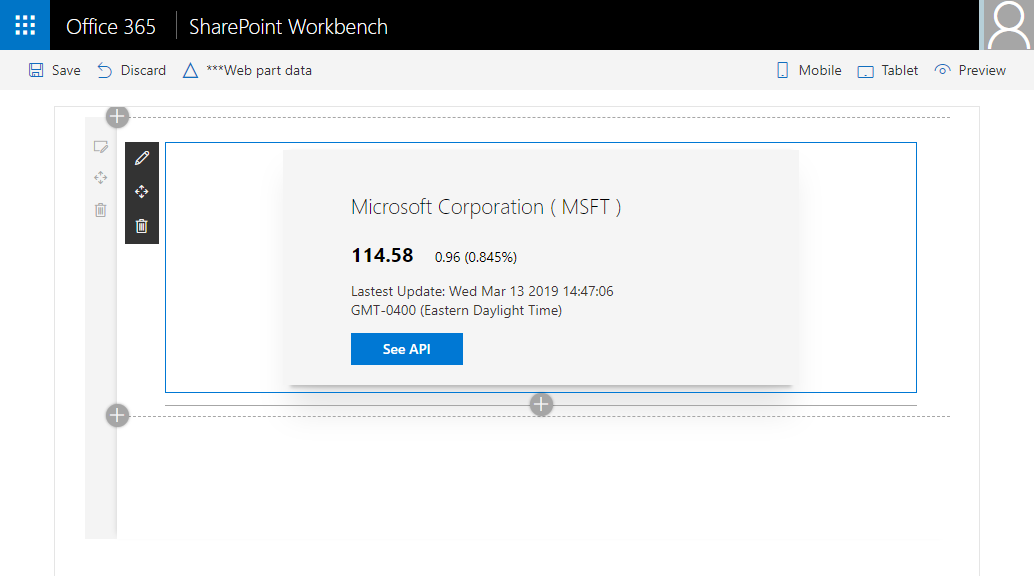 Office 365 SharePoint Workbench
Save Discard ***Web part data Mobile Tablet Preview
Microsoft Corporation ( MSFT )
114.58 0.96 (0.845%)
Lastest Update: Wed Mar 13 2019 14:47:06
GMT-0400 (Eastern Daylight Time)
See API